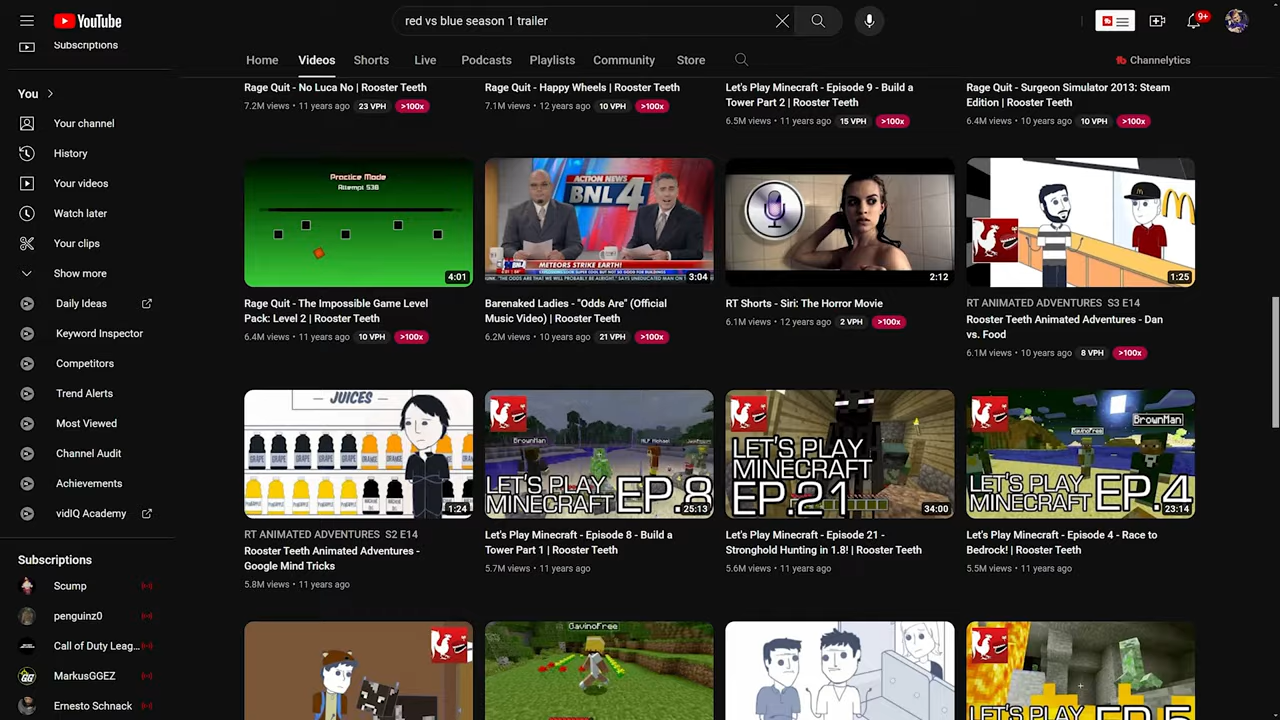 YouTube
red vs blue season 1 trailer
9+
Subscriptions
Home
Videos
Shorts
Live
Podcasts
Playlists
Community
Store
Channelytics
You
Your channel
History
Your videos
Watch later
Your clips
Show more
Daily Ideas
Keyword Inspector
Competitors
Trend Alerts
Most Viewed
Channel Audit
Achievements
vidIQ Academy
Subscriptions
Scump
penguinz0
Call of Duty Leag...
MarkusGGEZ
Ernesto Schnack
Rage Quit - No Luca No | Rooster Teeth
7.2M views • 11 years ago 23 VPH >100x
Rage Quit - Happy Wheels | Rooster Teeth
7.1M views • 12 years ago 10 VPH >100x
Let's Play Minecraft - Episode 9 - Build a
Tower Part 2 | Rooster Teeth
6.5M views • 11 years ago 15 VPH >100x
Rage Quit - Surgeon Simulator 2013: Steam
Edition | Rooster Teeth
6.4M views • 10 years ago 10 VPH >100x
Practice Mode
Attempt 538
4:01
Rage Quit - The Impossible Game Level
Pack: Level 2 | Rooster Teeth
6.4M views • 11 years ago 10 VPH >100x
ACTION NEWS
BNL 4
METEORS STRIKE EARTH!
3:04
Barenaked Ladies - "Odds Are" (Official
Music Video) | Rooster Teeth
6.2M views • 10 years ago 21 VPH >100x
2:12
RT Shorts - Siri: The Horror Movie
6.1M views • 12 years ago 2 VPH >100x
1:25
RT ANIMATED ADVENTURES S3 E14
Rooster Teeth Animated Adventures - Dan
vs. Food
6.1M views • 10 years ago 8 VPH >100x
JUICES
GRAPE
1:24
RT ANIMATED ADVENTURES S2 E14
Rooster Teeth Animated Adventures -
Google Mind Tricks
5.8M views • 11 years ago
BrownMan
LET'S PLAY
MINECRAFT EP.8
25:13
Let's Play Minecraft - Episode 8 - Build a
Tower Part 1 | Rooster Teeth
5.7M views • 11 years ago
LET'S PLAY
MINECRAFT
EP.21
34:00
Let's Play Minecraft - Episode 21 -
Stronghold Hunting in 1.8! | Rooster Teeth
5.6M views • 11 years ago
BrownMan
GavinoFree
LET'S PLAY
MINECRAFT EP.4
23:14
Let's Play Minecraft - Episode 4 - Race to
Bedrock! | Rooster Teeth
5.5M views • 11 years ago
GavinoFree
LET'S PLAY